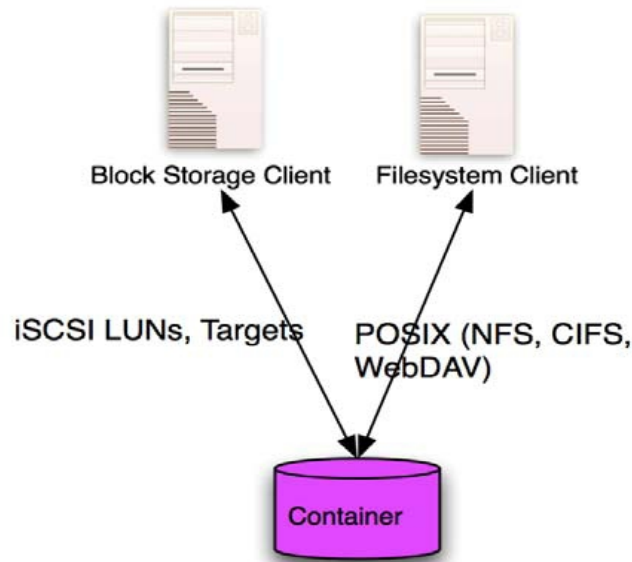 Block Storage Client
Filesystem Client
iSCSI LUNs, Targets
POSIX (NFS, CIFS,
WebDAV)
Container